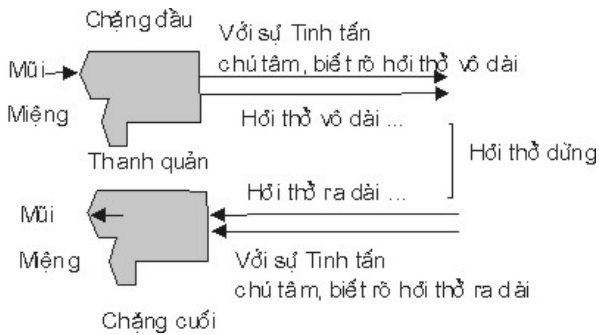 Chặng đầu
Với sự Tinh tấn
chú tâm, biết rõ hơi thở vô dài
Mũi
Miệng
Hơi thở vô dài ...
Hơi thở dừng
Thanh quản
Hơi thở ra dài ...
Mũi
Miệng
Với sự Tinh tấn
chú tâm, biết rõ hơi thở ra dài
Chặng cuối